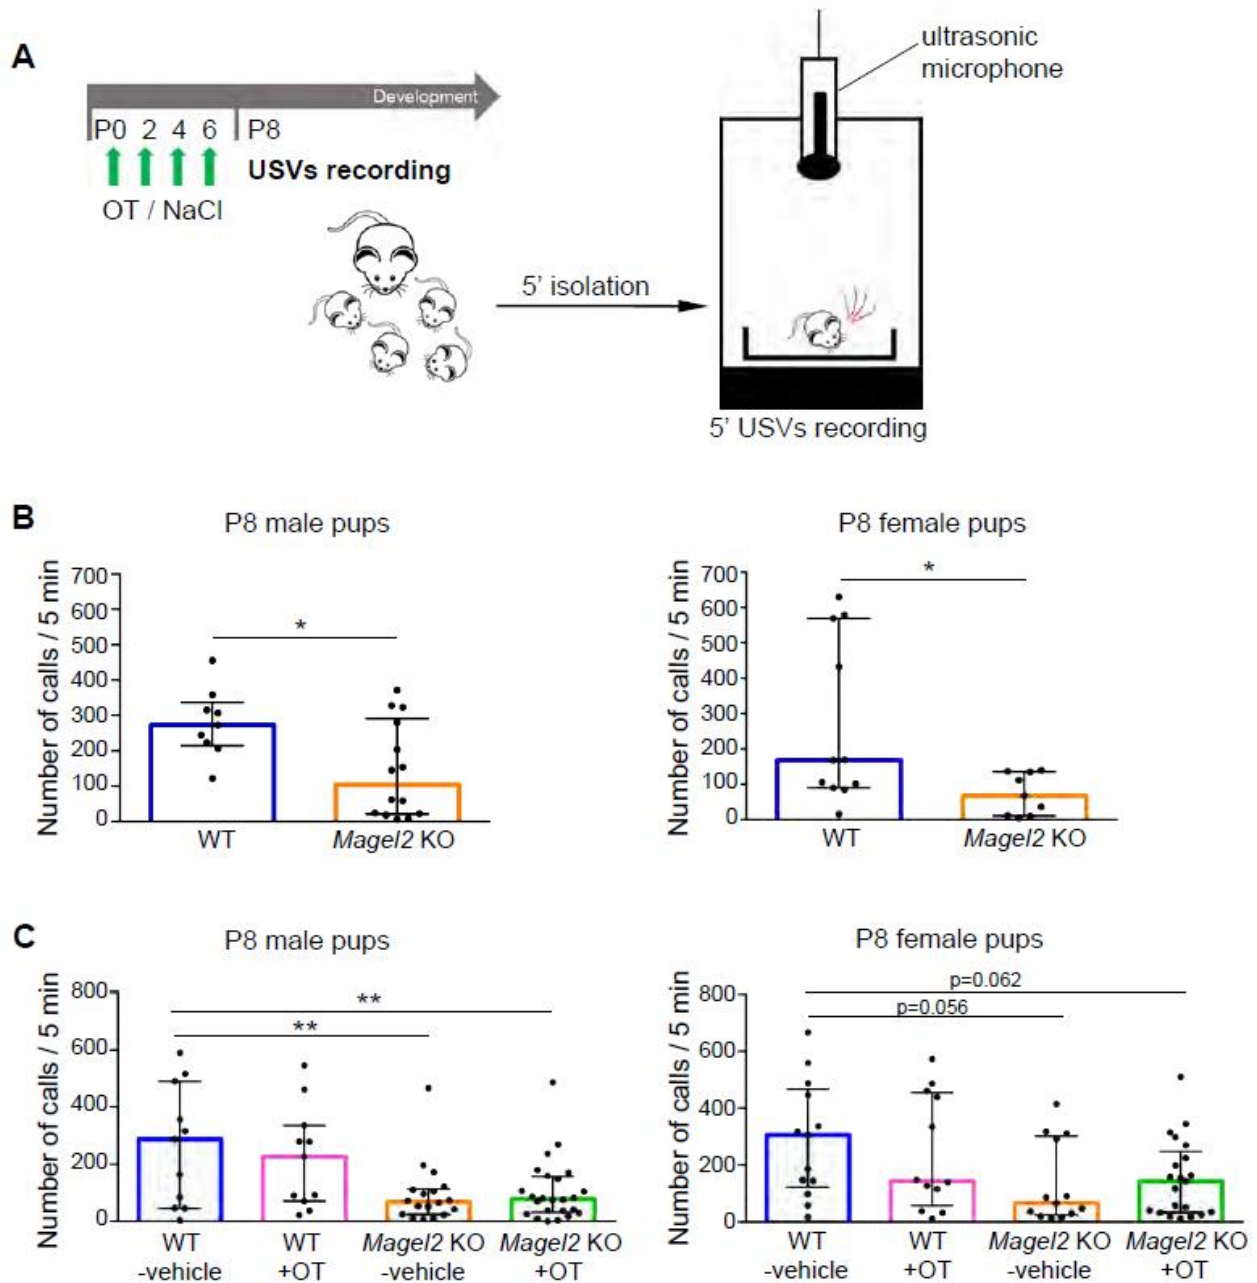 A
Development
P0 2 4 6 P8
USVs recording
OT / NaCl
ultrasonic
microphone
5’ isolation
5’ USVs recording
B
P8 male pups
Number of calls / 5 min
700
600
500
400
300
200
100
0
*
WT
Magel2 KO
P8 female pups
Number of calls / 5 min
700
600
500
400
300
200
100
0
*
WT
Magel2 KO
C
P8 male pups
Number of calls / 5 min
800
600
400
200
0
**
**
WT
-vehicle
WT
+OT
Magel2 KO
-vehicle
Magel2 KO
+OT
P8 female pups
Number of calls / 5 min
800
600
400
200
0
p=0.062
p=0.056
WT
-vehicle
WT
+OT
Magel2 KO
-vehicle
Magel2 KO
+OT